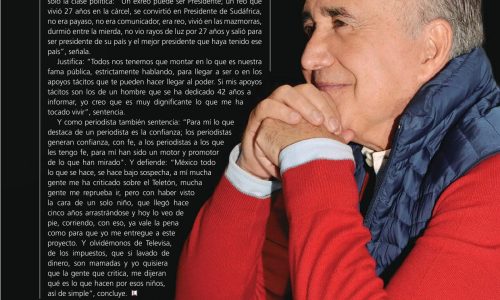 solo la clase política: "Un exreo puede ser Presidente, un reo que
vivió 27 años en la cárcel, se convirtió en Presidente de Sudáfrica,
no era payaso, no era comunicador, era reo, vivió en las mazmorras,
durmió entre la mierda, no vio rayos de luz por 27 años y salió para
ser presidente de su país y el mejor presidente que haya tenido ese
país", señala.
Justifica: "Todos nos tenemos que montar en lo que es nuestra
fama pública, estrictamente hablando, para llegar a ser o en los
apoyos tácitos que te pueden hacer llegar al poder. Si mis apoyos
tácitos son los de un hombre que se ha dedicado 42 años a
informar, yo creo que es muy dignificante lo que me ha
tocado vivir", sentencia.
Y como periodista también sentencia: "Para mí lo que
destaca de un periodista es la confianza; los periodistas
generan confianza, con fe, a los periodistas a los que
les tengo fe, para mí han sido un motor y promotor
de lo que han mirado". Y defiende: "México todo
lo que se hace, se hace bajo sospecha, a mí mucha
gente me ha criticado sobre el Teletón, mucha
gente me reprueba ir, pero con haber visto
la cara de un solo niño, que llegó hace
cinco años arrastrándose y hoy lo veo de
pie, corriendo, con eso, ya vale la pena
como para que yo me entregue a este
proyecto. Y olvidémonos de Televisa,
de los impuestos, que si lavado de
dinero, son mamadas y yo quisiera
que la gente que critica, me dijeran
qué es lo que hacen por esos niños,
así de simple", concluye.